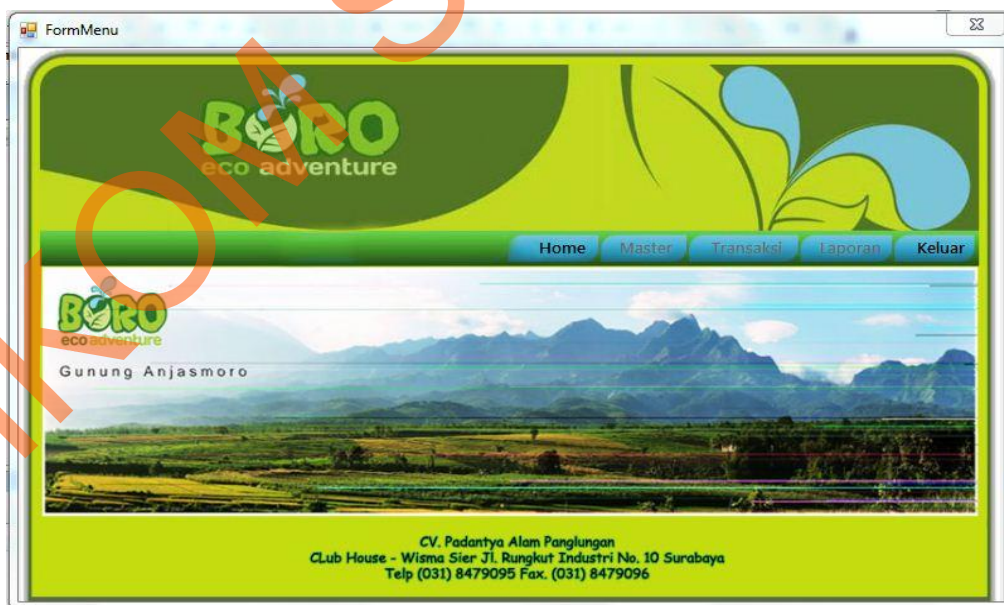 FormMenu
BORO
eco adventure
Home Master Transaksi Laporan Keluar
BORO
eco adventure
Gunung Anjasmoro
CV. Padantya Alam Panglungan
CLub House - Wisma Sier Jl. Rungkut Industri No. 10 Surabaya
Telp (031) 8479095 Fax. (031) 8479096